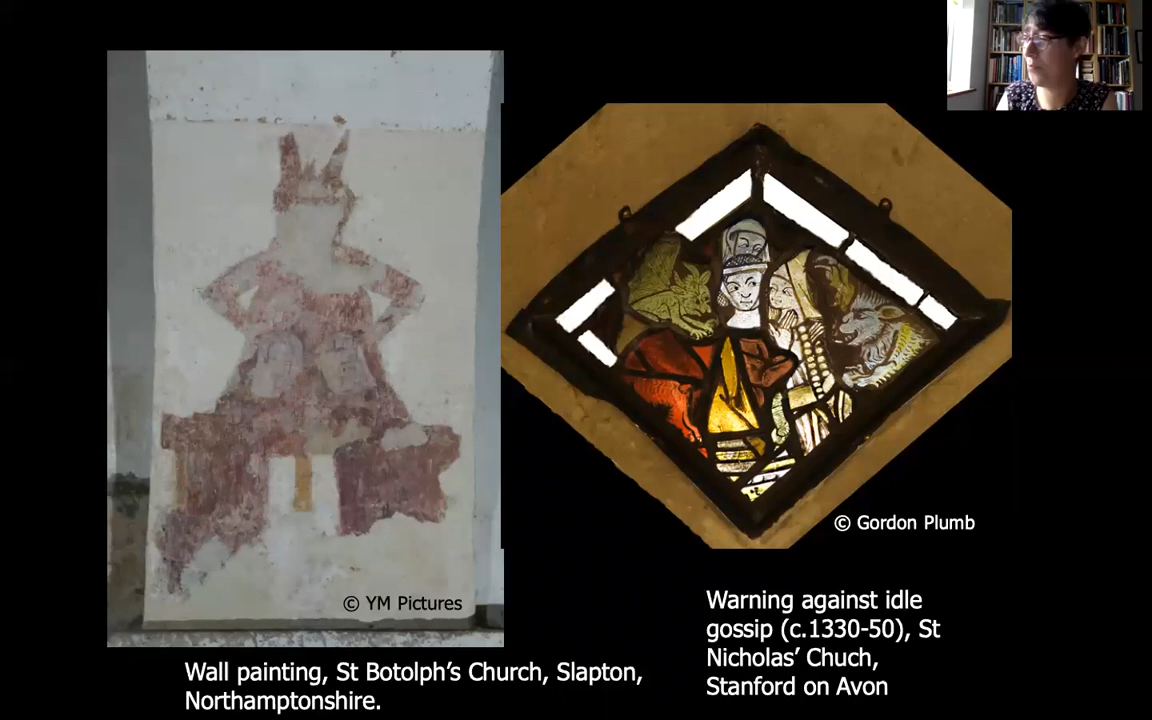 © Gordon Plumb
© YM Pictures
Warning against idle
gossip (c.1330-50), St
Nicholas’ Chuch,
Stanford on Avon
Wall painting, St Botolph’s Church, Slapton,
Northamptonshire.